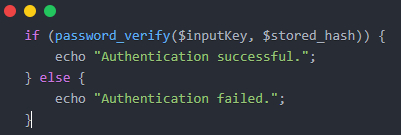 if (password_verify($inputKey, $stored_hash)) {
    echo "Authentication successful.";
} else {
    echo "Authentication failed.";
}